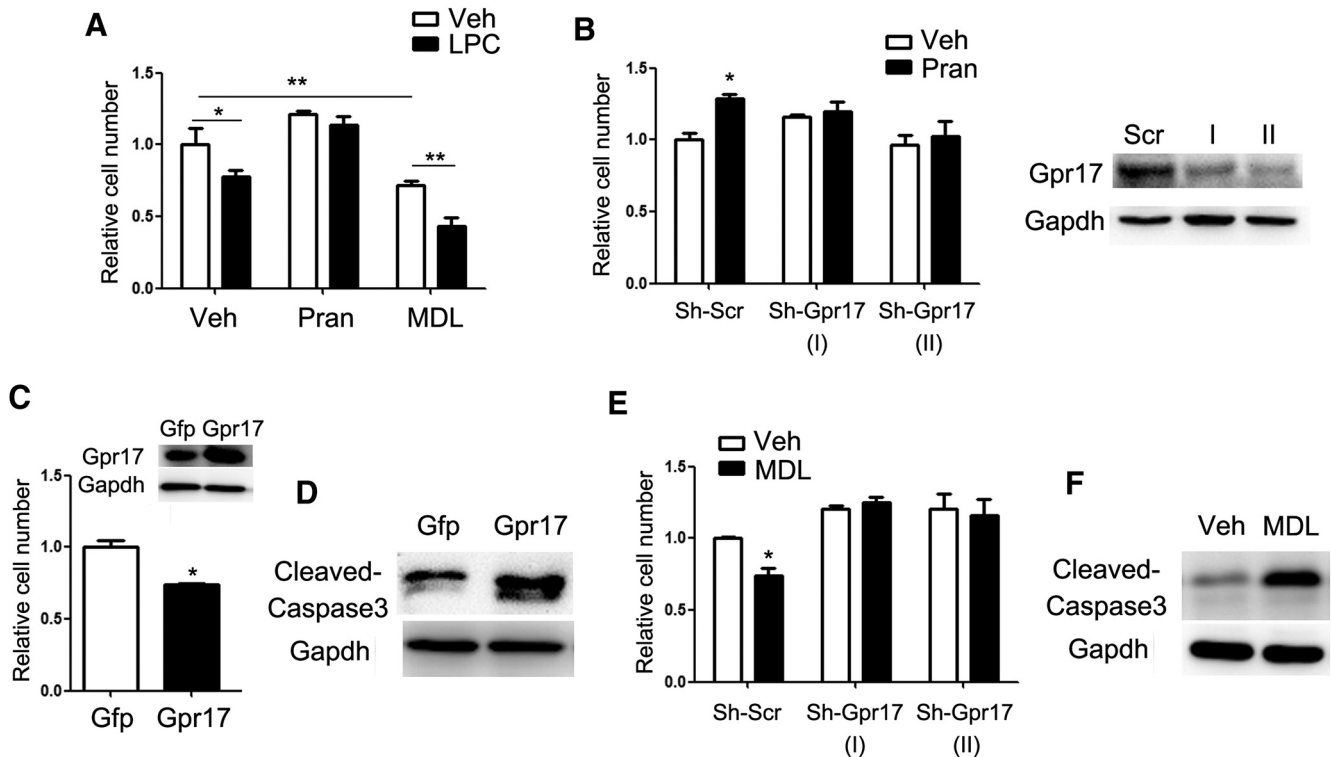 A
Veh
LPC
Relative cell number
1.5
1.0
0.5
0.0
**
*
**
Veh Pran MDL
B
Veh
Pran
Relative cell number
1.5
1.0
0.5
0.0
*
Sh-Scr Sh-Gpr17 Sh-Gpr17
(I) (II)
Scr I II
Gpr17
Gapdh
C
Gfp Gpr17
Gpr17
Gapdh
Relative cell number
1.5
1.0
0.5
0.0
*
Gfp Gpr17
D
Gfp Gpr17
Cleaved-
Caspase3
Gapdh
E
Veh
MDL
Relative cell number
1.5
1.0
0.5
0.0
*
Sh-Scr Sh-Gpr17 Sh-Gpr17
(I) (II)
F
Veh MDL
Cleaved-
Caspase3
Gapdh